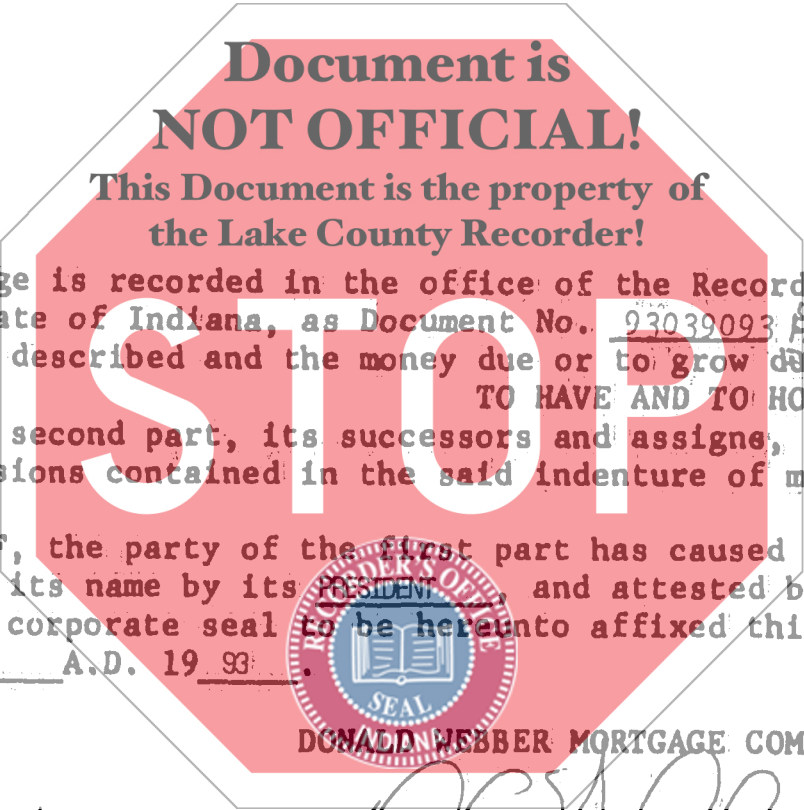 Document is
NOT OFFICIAL!
This Document is the property of
the Lake County Recorder!
ge is recorded in the office of the Record
ate of Indiana, as Document No. 93039093
described and the money due or to grow du
TO HAVE AND TO HO
STOP
second part, its successors and assigns,
sions contained in the said indenture of m
F, the party of the first part has caused
its name by its PRESIDENT , and attested b
corporate seal to be hereunto affixed thi
A.D. 19 93 .
RECORDER'S OFFICE
SEAL
INDIANA
DONALD WEBBER MORTGAGE COM